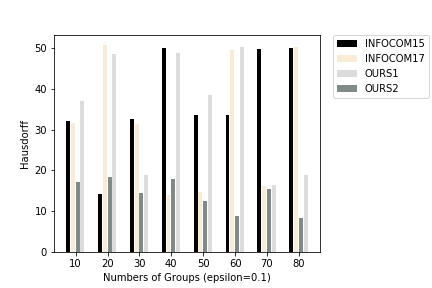 INFOCOM15
INFOCOM17
OURS1
OURS2
Hausdorff
50
40
30
20
10
0
10 20 30 40 50 60 70 80
Numbers of Groups (epsilon=0.1)